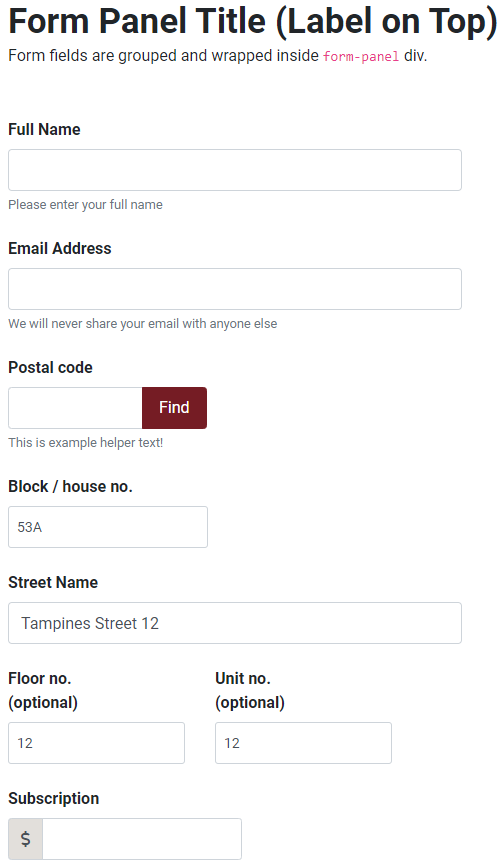 Form Panel Title (Label on Top)
Form fields are grouped and wrapped inside form-panel div.
Full Name
Please enter your full name
Email Address
We will never share your email with anyone else
Postal code
Find
This is example helper text!
Block / house no.
53A
Street Name
Tampines Street 12
Floor no. Unit no.
(optional) (optional)
12 12
Subscription
$